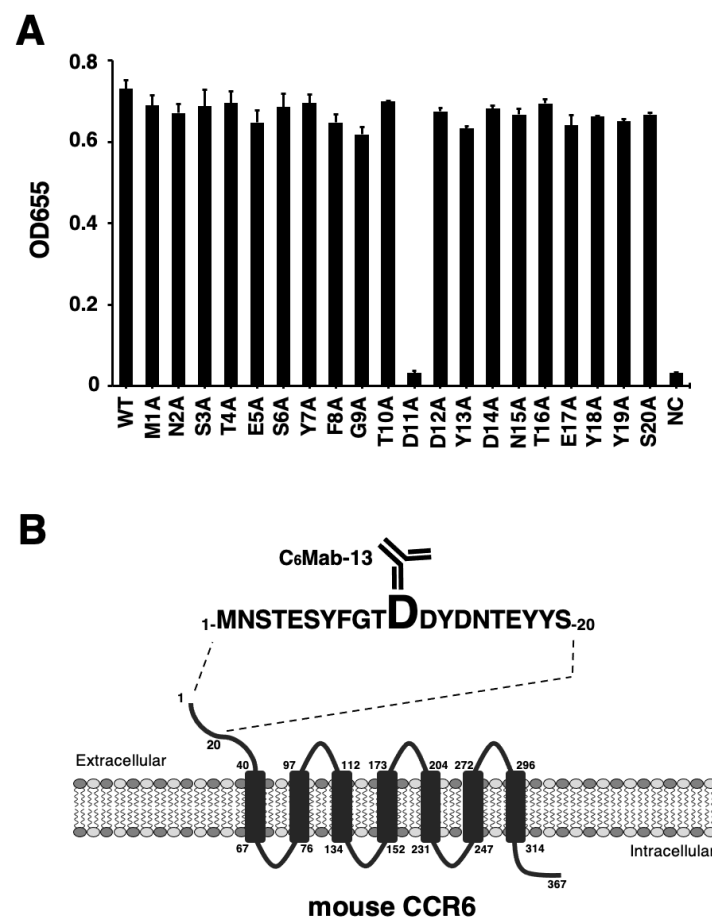 A
0.8
0.6
0.4
0.2
0
OD655
WT M1A N2A S3A T4A E5A S6A Y7A F8A G9A T10A D11A D12A Y13A D14A N15A T16A E17A Y18A Y19A S20A NC
B
C6Mab-13
1-MNSTESYFGTDDYDNTEYYS-20
1
20
Extracellular
40 97 112 173 204 272 296
67 76 134 152 231 247 314
Intracellular
367
mouse CCR6